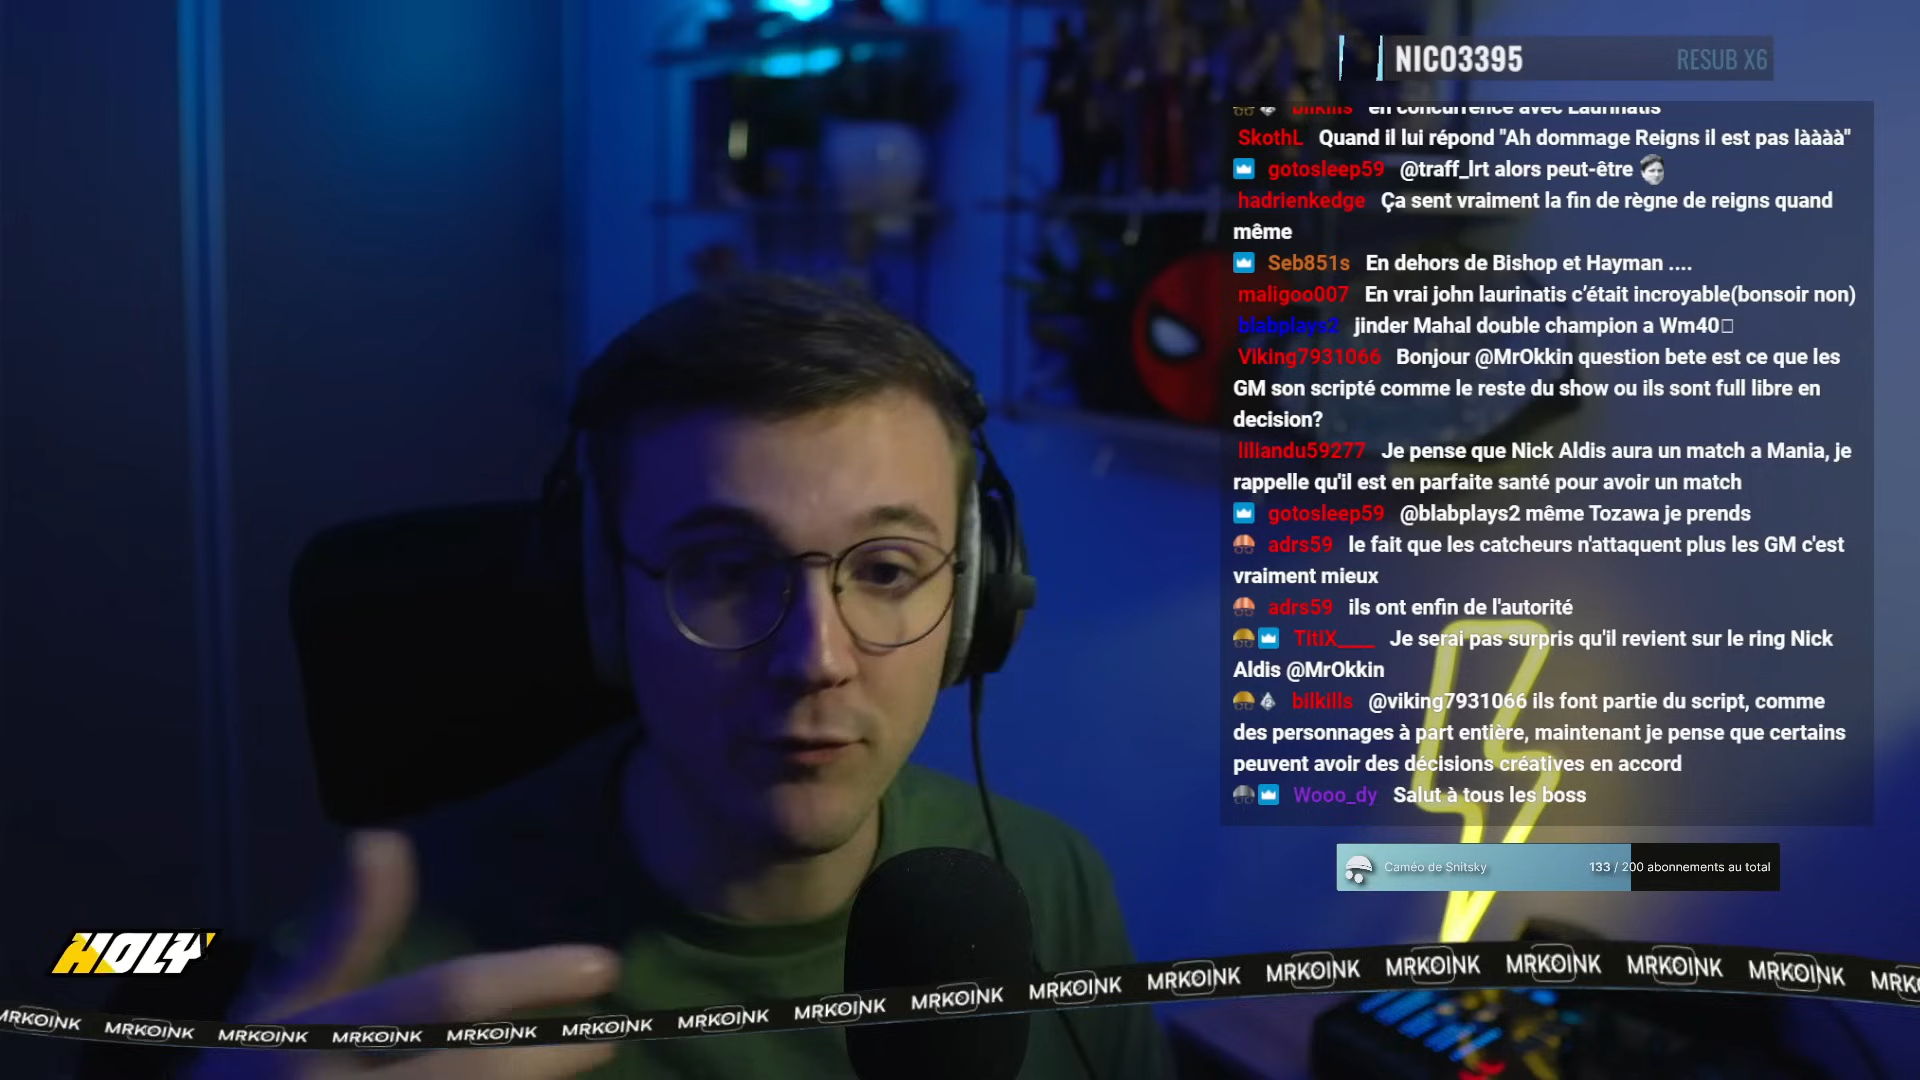 NICO3395 RESUB X6
bilkills en concurrence avec Laurinatis
SkothL Quand il lui répond "Ah dommage Reigns il est pas làààà"
gotosleep59 @traff_lrt alors peut-être
hadrienkedge Ça sent vraiment la fin de règne de reigns quand
même
Seb851s En dehors de Bishop et Hayman ....
maligoo007 En vrai john laurinatis c’était incroyable(bonsoir non)
blabplays2 jinder Mahal double champion a Wm40
Viking7931066 Bonjour @MrOkkin question bete est ce que les
GM son scripté comme le reste du show ou ils sont full libre en
decision?
lillandu59277 Je pense que Nick Aldis aura un match a Mania, je
rappelle qu'il est en parfaite santé pour avoir un match
gotosleep59 @blabplays2 même Tozawa je prends
adrs59 le fait que les catcheurs n'attaquent plus les GM c'est
vraiment mieux
adrs59 ils ont enfin de l'autorité
TitiX____ Je serai pas surpris qu'il revient sur le ring Nick
Aldis @MrOkkin
bilkills @viking7931066 ils font partie du script, comme
des personnages à part entière, maintenant je pense que certains
peuvent avoir des décisions créatives en accord
Wooo_dy Salut à tous les boss
Caméo de Snitsky 133 / 200 abonnements au total
HOLY
MRKOINK MRKOINK MRKOINK MRKOINK MRKOINK MRKOINK MRKOINK MRKOINK MRKOINK MRKOINK MRKOINK MRKOINK MRKOINK MRKOINK MRKOINK MRKOINK MRKO